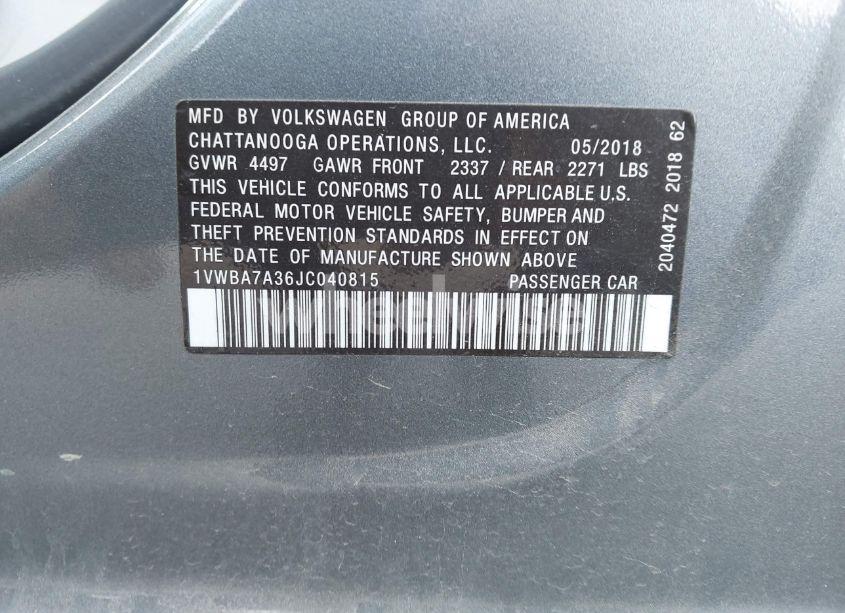 MFD BY VOLKSWAGEN GROUP OF AMERICA
CHATTANOOGA OPERATIONS, LLC. 05/2018
GVWR 4497 GAWR FRONT 2337 / REAR 2271 LBS
THIS VEHICLE CONFORMS TO ALL APPLICABLE U.S.
FEDERAL MOTOR VEHICLE SAFETY, BUMPER AND
THEFT PREVENTION STANDARDS IN EFFECT ON
THE DATE OF MANUFACTURE SHOWN ABOVE
1VWBA7A36JC040815 PASSENGER CAR
2040472 2018 62